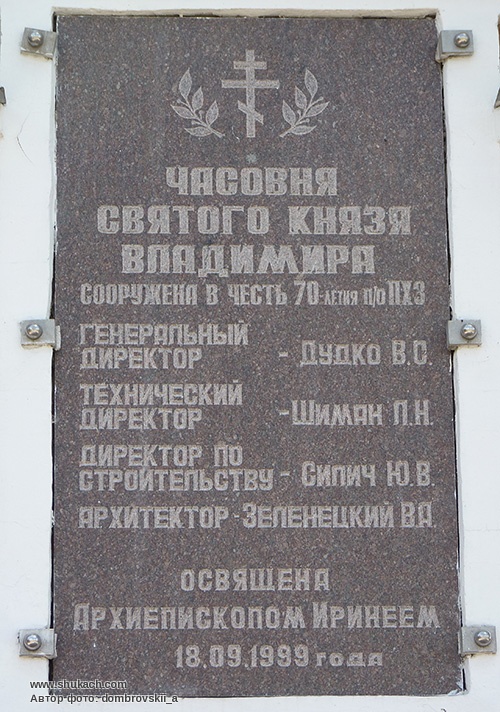 ЧАСОВНЯ
СВЯТОГО КНЯЗЯ
ВЛАДИМИРА
СООРУЖЕНА В ЧЕСТЬ 70-ЛЕТИЯ П/О ПХЗ
ГЕНЕРАЛЬНЫЙ
ДИРЕКТОР - ДУДКО В.С.
ТЕХНИЧЕСКИЙ
ДИРЕКТОР - ШИМАН Л.Н.
ДИРЕКТОР ПО
СТРОИТЕЛЬСТВУ - СИПИЧ Ю.В.
АРХИТЕКТОР - ЗЕЛЕНЕЦКИЙ В.А.
ОСВЯЩЕНА
АРХИЕПИСКОПОМ ИРИНЕЕМ
18.09.1999 ГОДА
www.shukach.com
Автор фото: dombrovskii_a